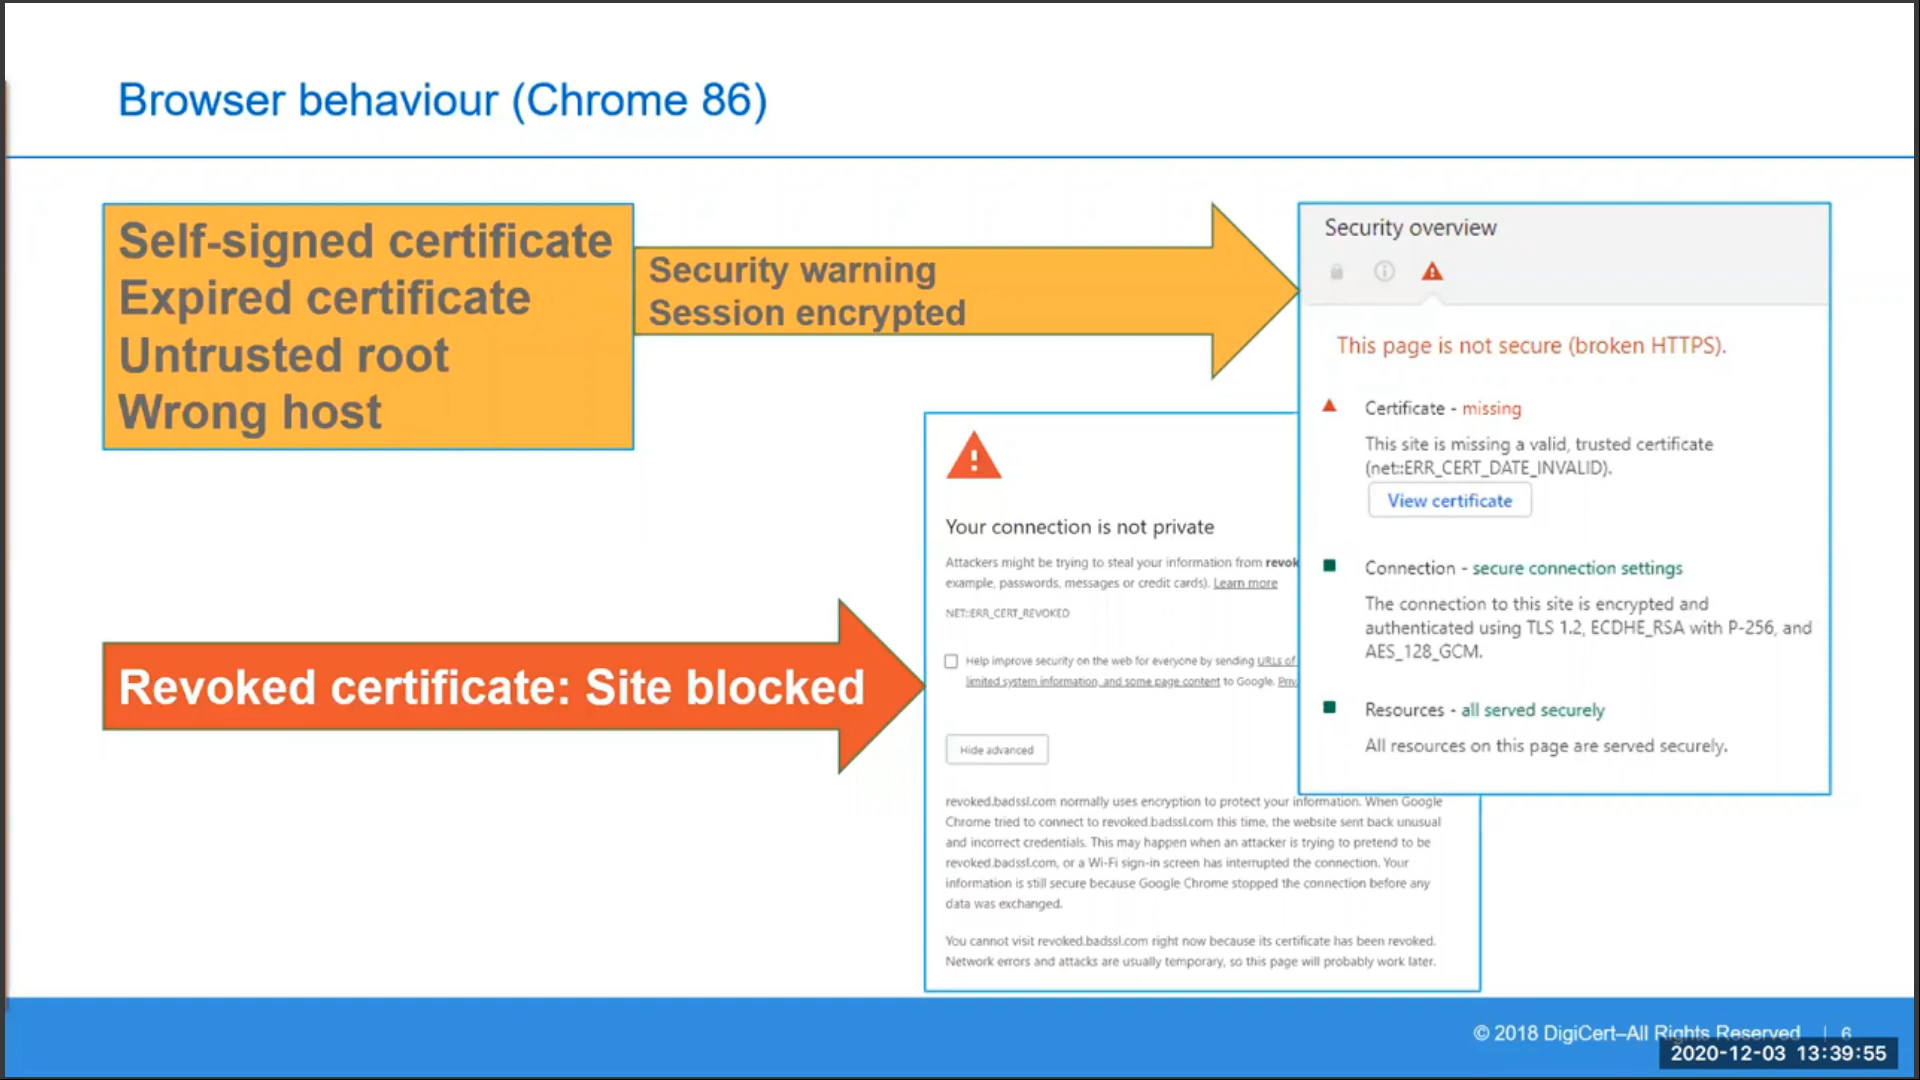 Browser behaviour (Chrome 86)
Self-signed certificate
Expired certificate
Untrusted root
Wrong host
Security warning
Session encrypted
Security overview
This page is not secure (broken HTTPS).
Certificate - missing
This site is missing a valid, trusted certificate
(net::ERR_CERT_DATE_INVALID).
View certificate
Connection - secure connection settings
The connection to this site is encrypted and
authenticated using TLS 1.2, ECDHE_RSA with P-256, and
AES_128_GCM.
Resources - all served securely
All resources on this page are served securely.
Revoked certificate: Site blocked
Your connection is not private
Attackers might be trying to steal your information from revok
example, passwords, messages or credit cards). Learn more
NET::ERR_CERT_REVOKED
Help improve security on the web for everyone by sending URLs of
limited system information, and some page content to Google. Priv
Hide advanced
revoked.badssl.com normally uses encryption to protect your information. When Google
Chrome tried to connect to revoked.badssl.com this time, the website sent back unusual
and incorrect credentials. This may happen when an attacker is trying to pretend to be
revoked.badssl.com, or a Wi-Fi sign-in screen has interrupted the connection. Your
information is still secure because Google Chrome stopped the connection before any
data was exchanged.
You cannot visit revoked.badssl.com right now because its certificate has been revoked.
Network errors and attacks are usually temporary, so this page will probably work later.
© 2018 DigiCert–All Rights Reserved | 6
2020-12-03 13:39:55